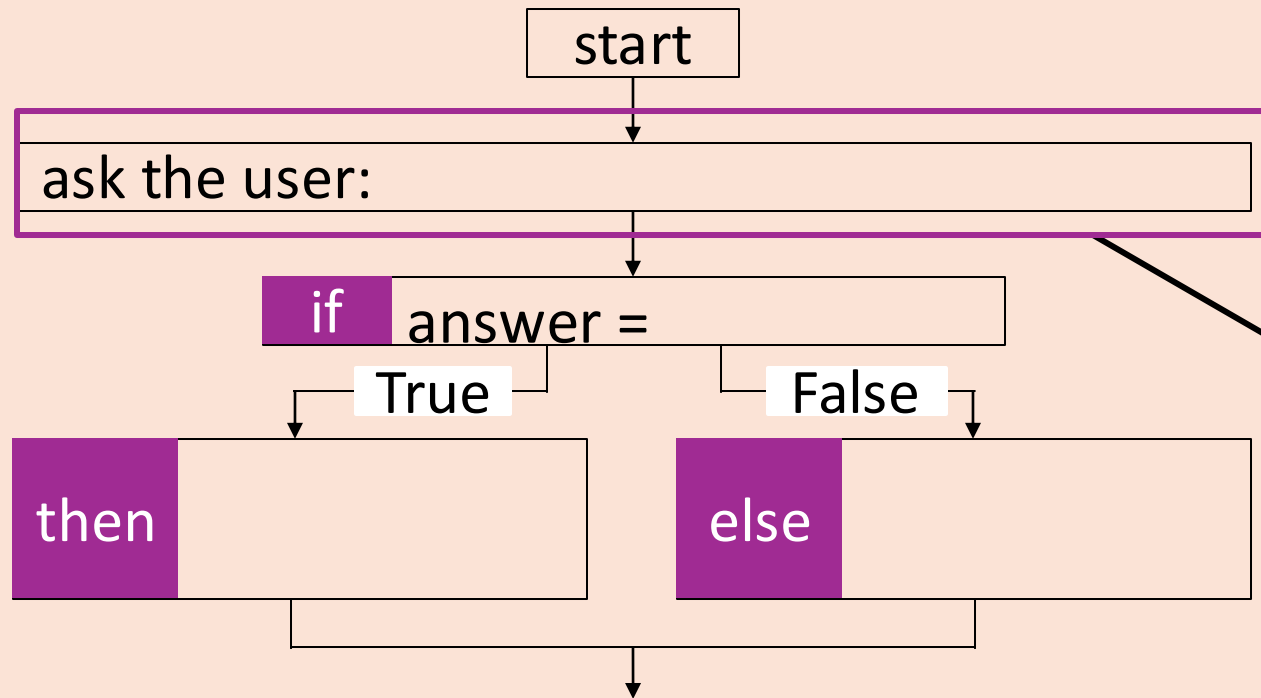 start
ask the user:
if answer =
True False
then else